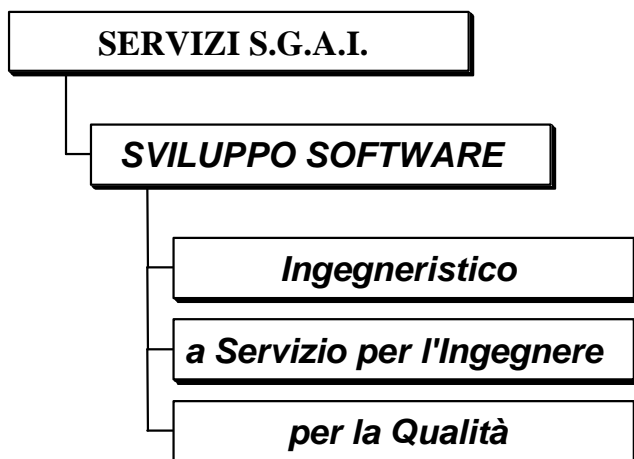 SERVIZI S.G.A.I.
SVILUPPO SOFTWARE
Ingegneristico
a Servizio per l'Ingegnere
per la Qualità